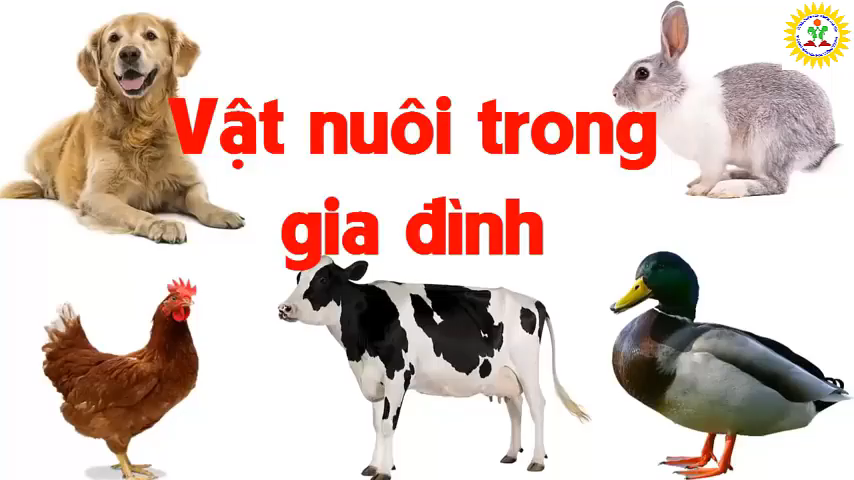 Vật nuôi trong
gia đình